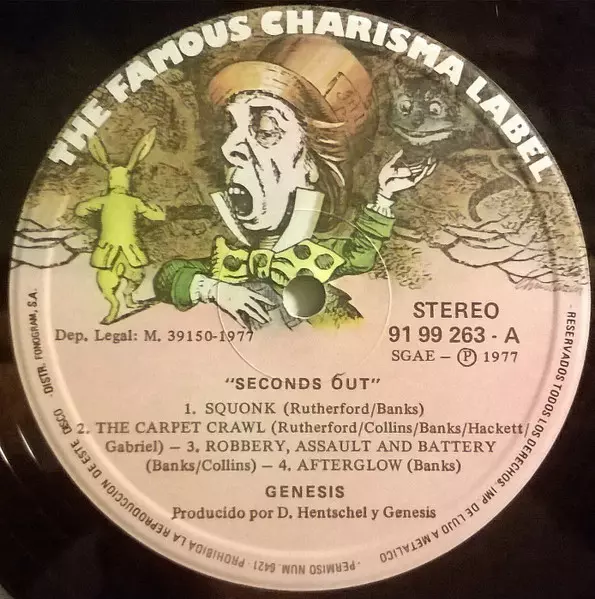 THE FAMOUS CHARISMA LABEL
STEREO
91 99 263 - A
SGAE - Ⓟ 1977
Dep. Legal: M. 39150-1977
"SECONDS OUT"
1. SQUONK (Rutherford/Banks)
2. THE CARPET CRAWL (Rutherford/Collins/Banks/Hackett/
Gabriel) – 3. ROBBERY, ASSAULT AND BATTERY
(Banks/Collins) – 4. AFTERGLOW (Banks)
GENESIS
Producido por D. Hentschel y Genesis
- RESERVADOS TODOS LOS DERECHOS. IMP. DE LUJO A METALICO
- PERMISO NUM. 6421 - PROHIBIDA LA REPRODUCCION DE ESTE DISCO - DISTR. FONOGRAM, S.A.